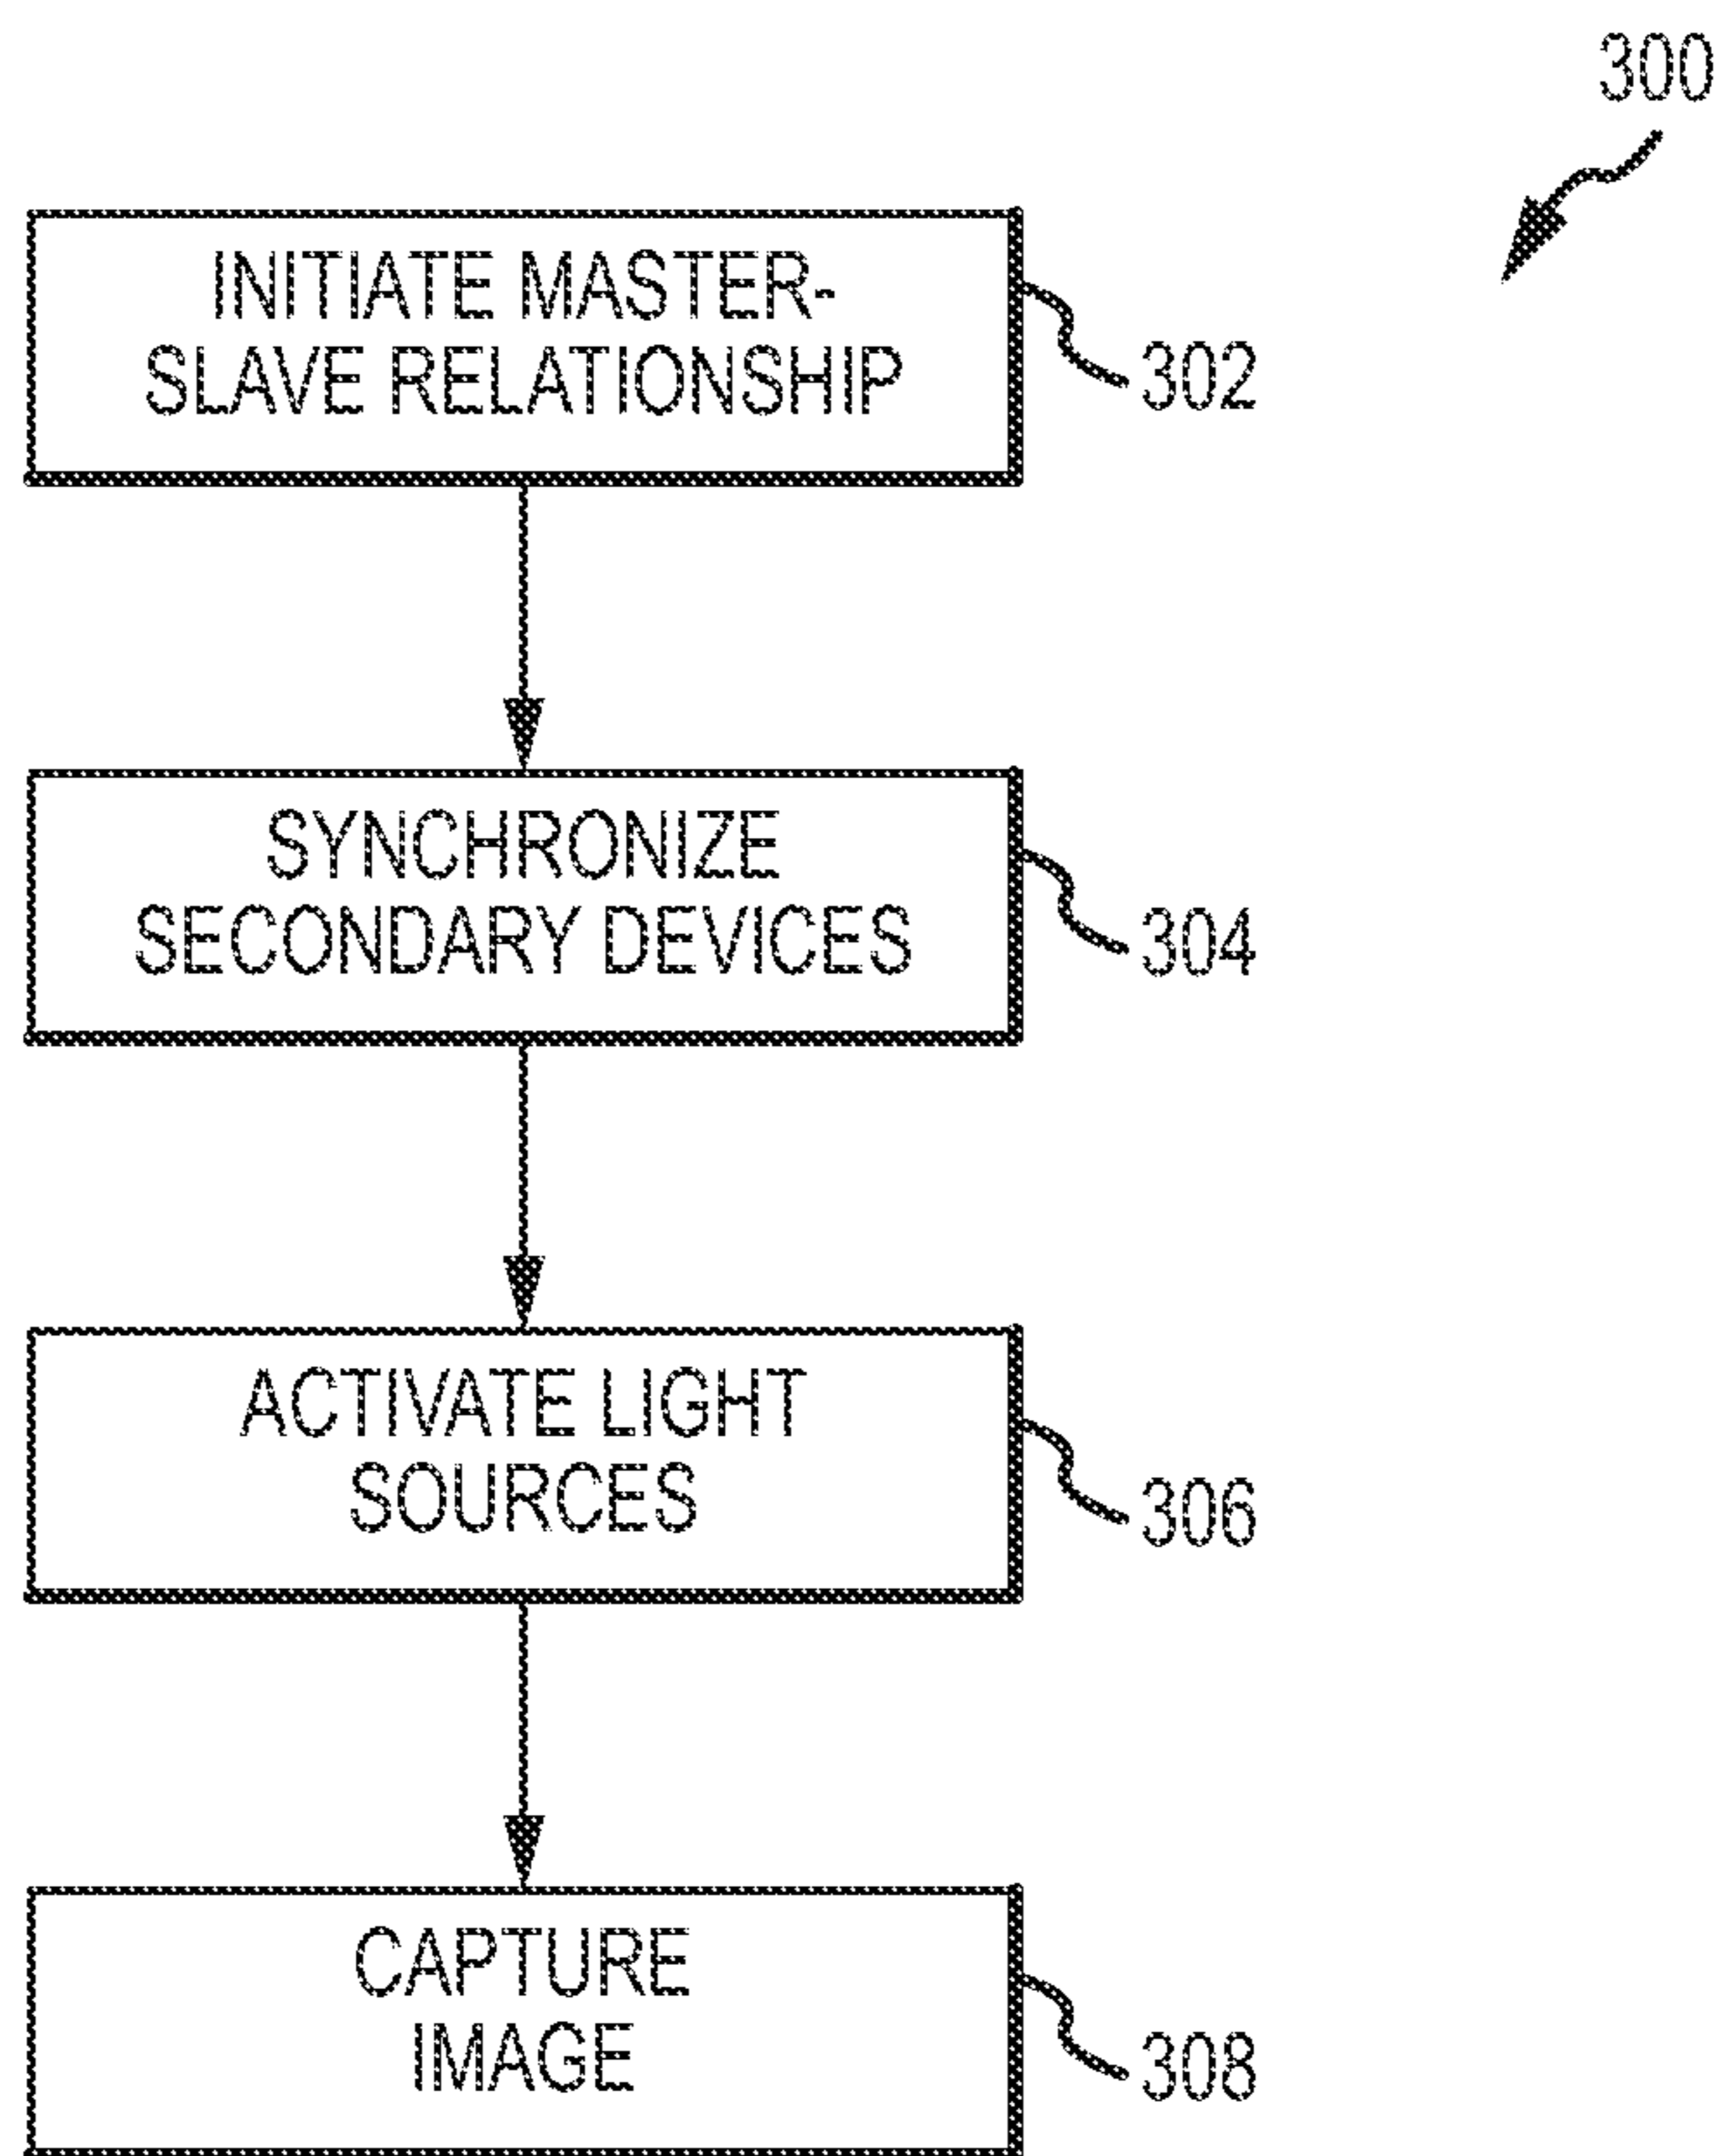 300
INITIATE MASTER-
SLAVE RELATIONSHIP
302
SYNCHRONIZE
SECONDARY DEVICES
304
ACTIVATE LIGHT
SOURCES
306
CAPTURE
IMAGE
308